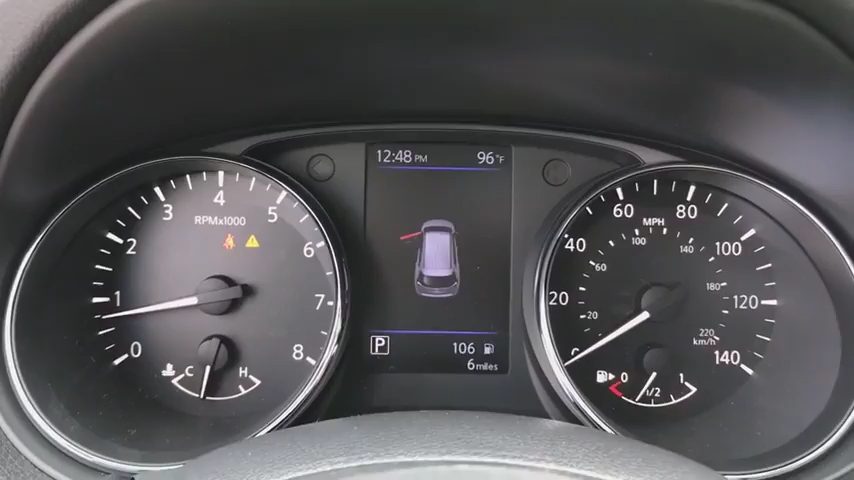 12:48 PM 96°F
4
3 5
RPMx1000
2 6
1 7
0 8
C H
P 106
6 miles
60 MPH 80
40 100
20 120
0 140
100 140
60 180
20 220
km/h
0 1/2 1